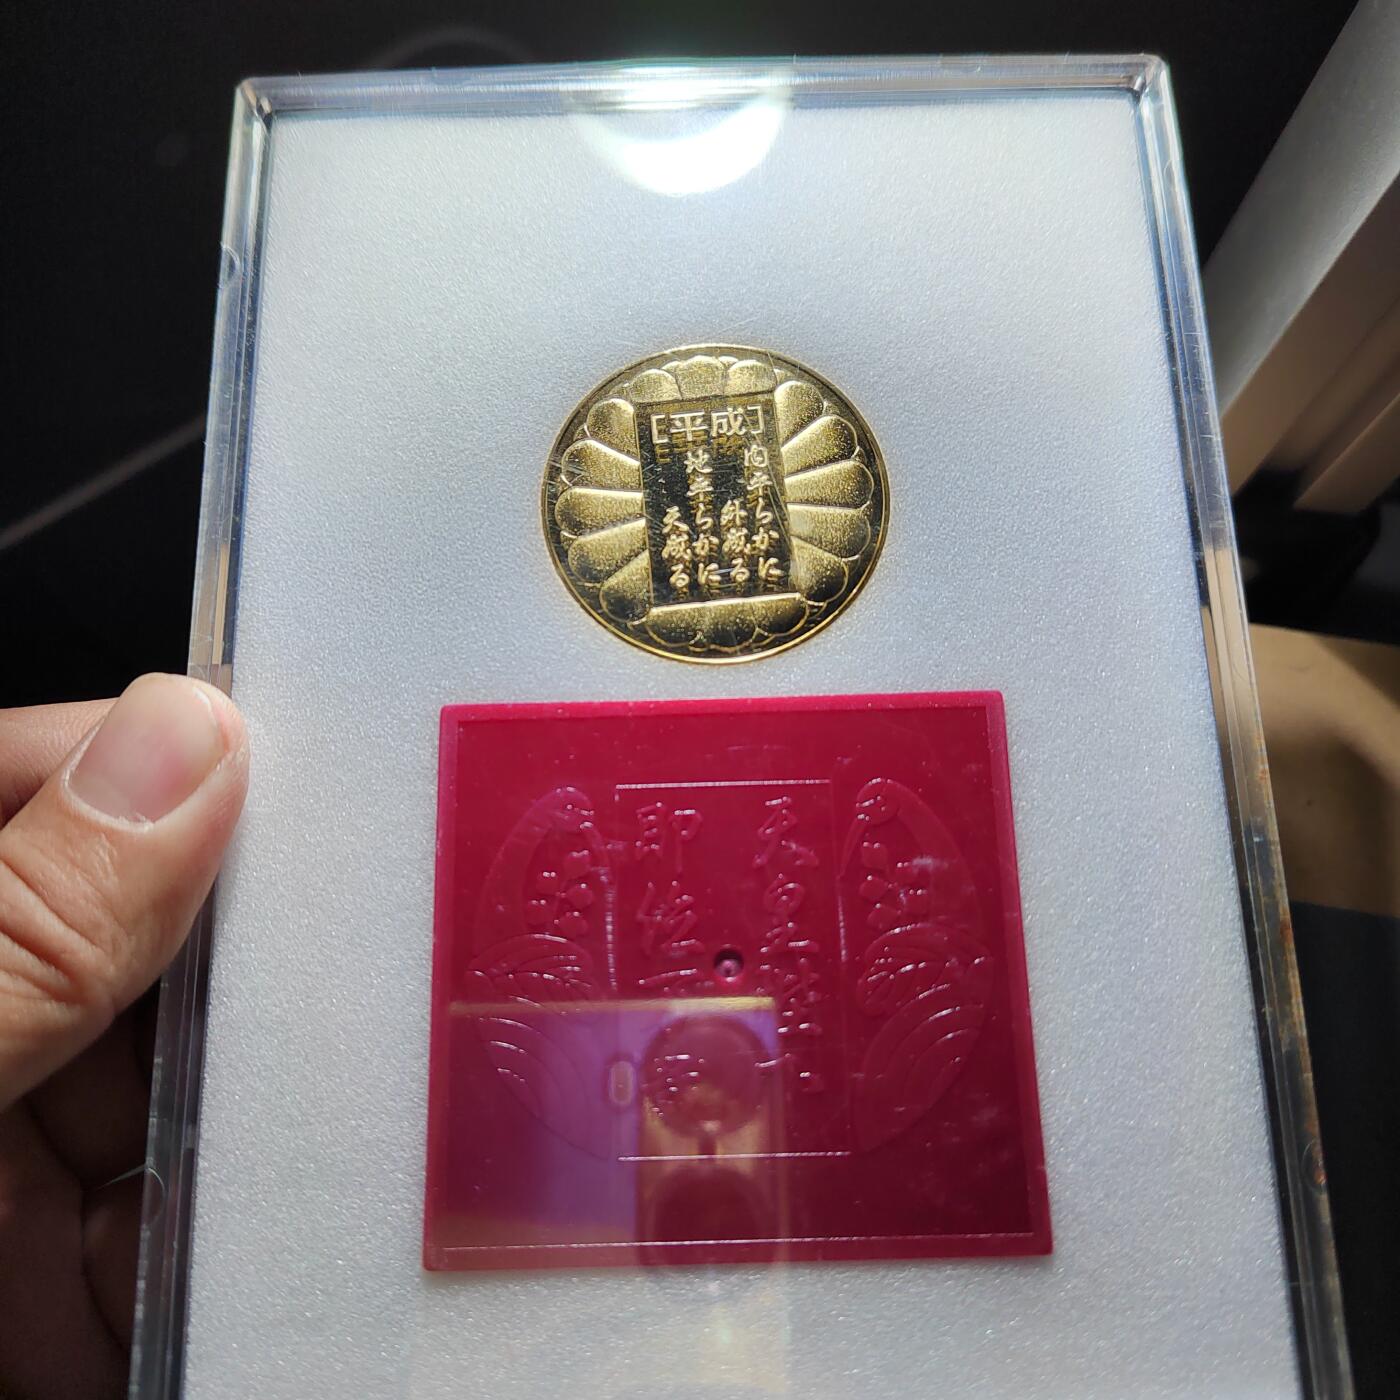 [平成]
内平らかに
外成る
地平らかに
天成る
天皇陛下
即位